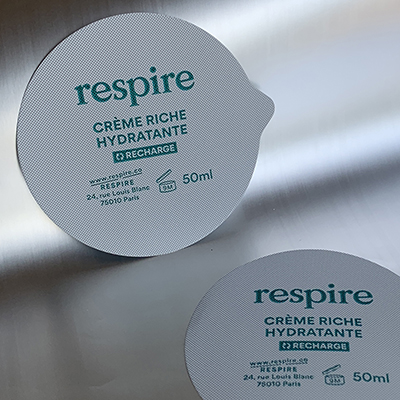 respire
CRÈME RICHE
HYDRATANTE
RECHARGE
www.respire.co
RESPIRE
24, rue Louis Blanc
75010 Paris
9M
50ml
respire
CRÈME RICHE
HYDRATANTE
RECHARGE
www.respire.co
RESPIRE
24, rue Louis Blanc
75010 Paris
9M
50ml